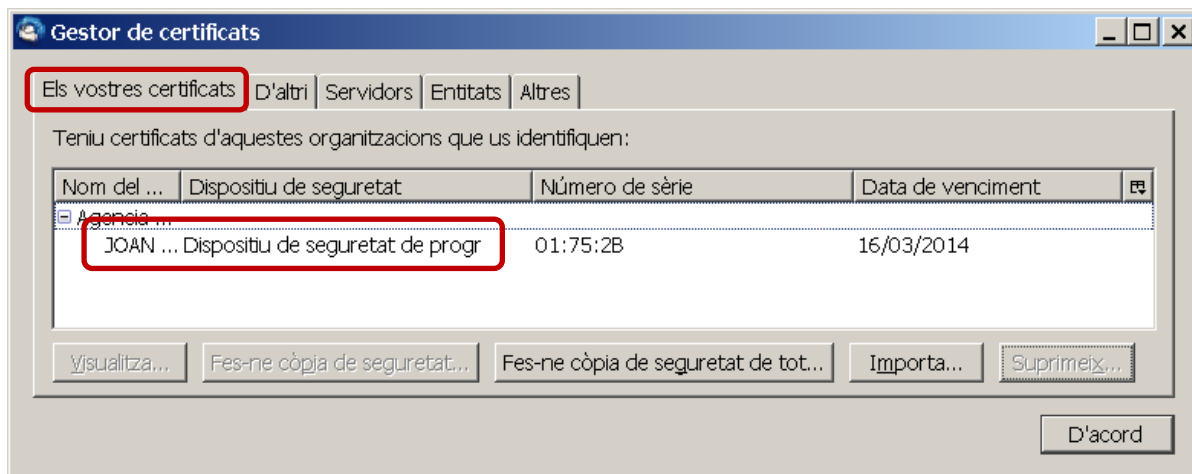 Gestor de certificats
Els vostres certificats D'altri Servidors Entitats Altres
Teniu certificats d'aquestes organitzacions que us identifiquen:
Nom del ... Dispositiu de seguretat Número de sèrie Data de venciment
Agencia ...
JOAN ... Dispositiu de seguretat de progr 01:75:2B 16/03/2014
Visualitza... Fes-ne còpia de seguretat... Fes-ne còpia de seguretat de tot... Importa... Suprimeix...
D'acord